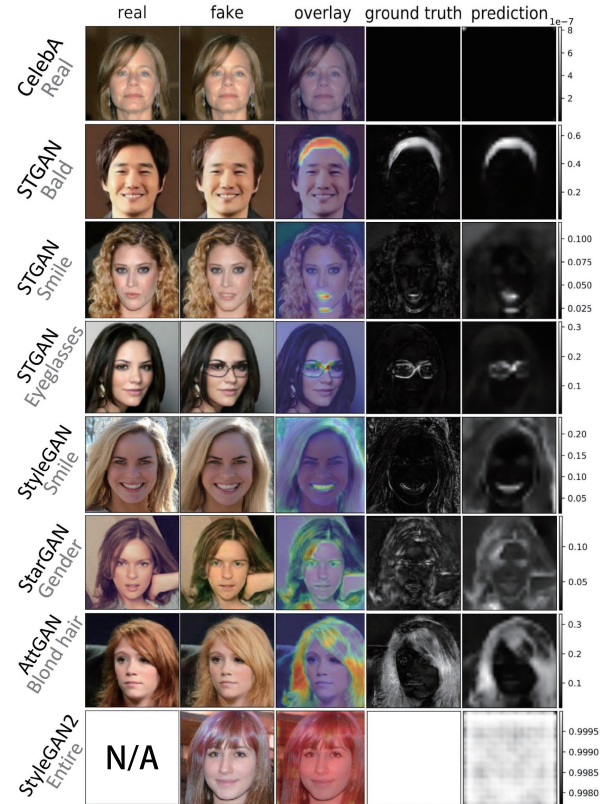 real fake overlay ground truth prediction
1e−7
CelebA
Real
8
6
4
2
STGAN
Bald
0.6
0.4
0.2
STGAN
Smile
0.100
0.075
0.050
0.025
STGAN
Eyeglasses
0.3
0.2
0.1
StyleGAN
Smile
0.20
0.15
0.10
0.05
StarGAN
Gender
0.10
0.05
AttGAN
Blond hair
0.3
0.2
0.1
StyleGAN2
Entire
N/A
0.9995
0.9990
0.9985
0.9980